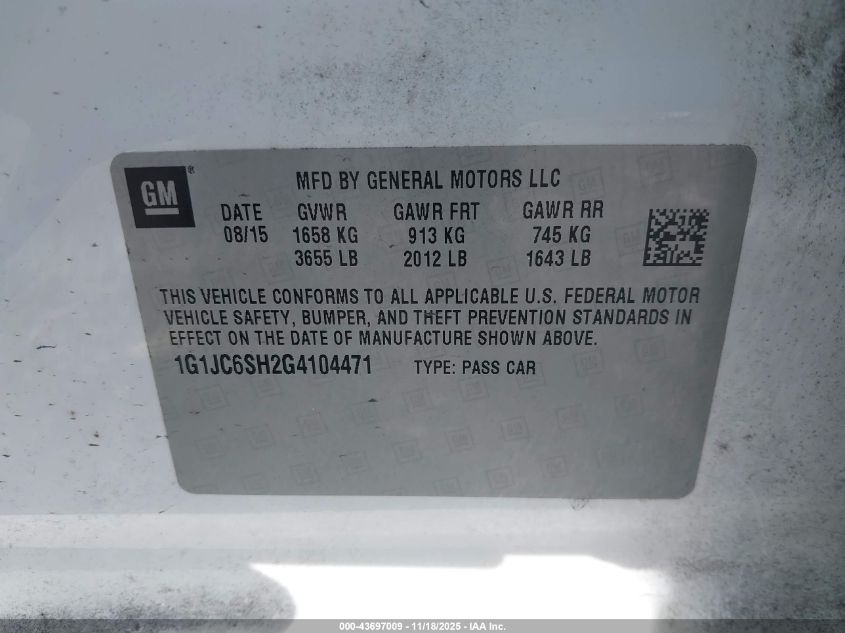 GM®
MFD BY GENERAL MOTORS LLC
DATE GVWR GAWR FRT GAWR RR
08/15 1658 KG 913 KG 745 KG
3655 LB 2012 LB 1643 LB
THIS VEHICLE CONFORMS TO ALL APPLICABLE U.S. FEDERAL MOTOR
VEHICLE SAFETY, BUMPER, AND THEFT PREVENTION STANDARDS IN
EFFECT ON THE DATE OF MANUFACTURE SHOWN ABOVE.
1G1JC6SH2G4104471 TYPE: PASS CAR
000-43697009 - 11/18/2025 - IAA Inc.